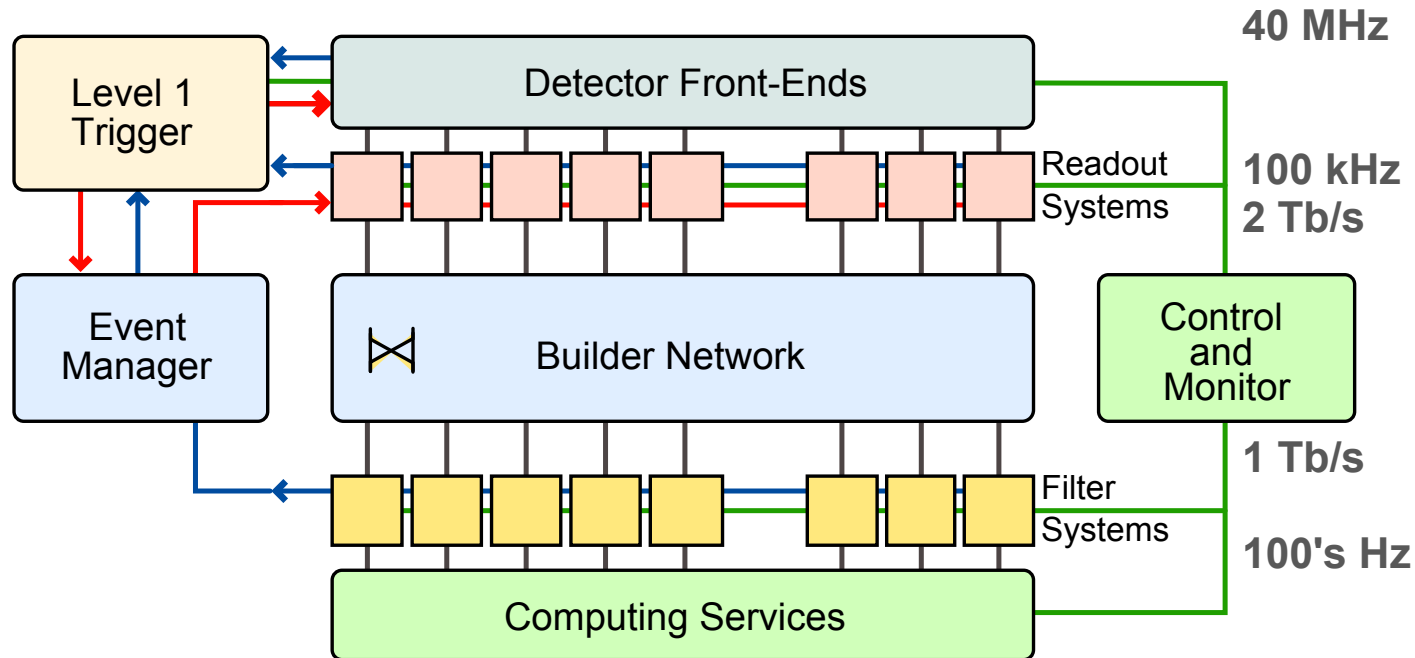 40 MHz
Level 1
Trigger
Detector Front-Ends
Readout
Systems
100 kHz
2 Tb/s
Event
Manager
Builder Network
Control
and
Monitor
1 Tb/s
Filter
Systems
100's Hz
Computing Services